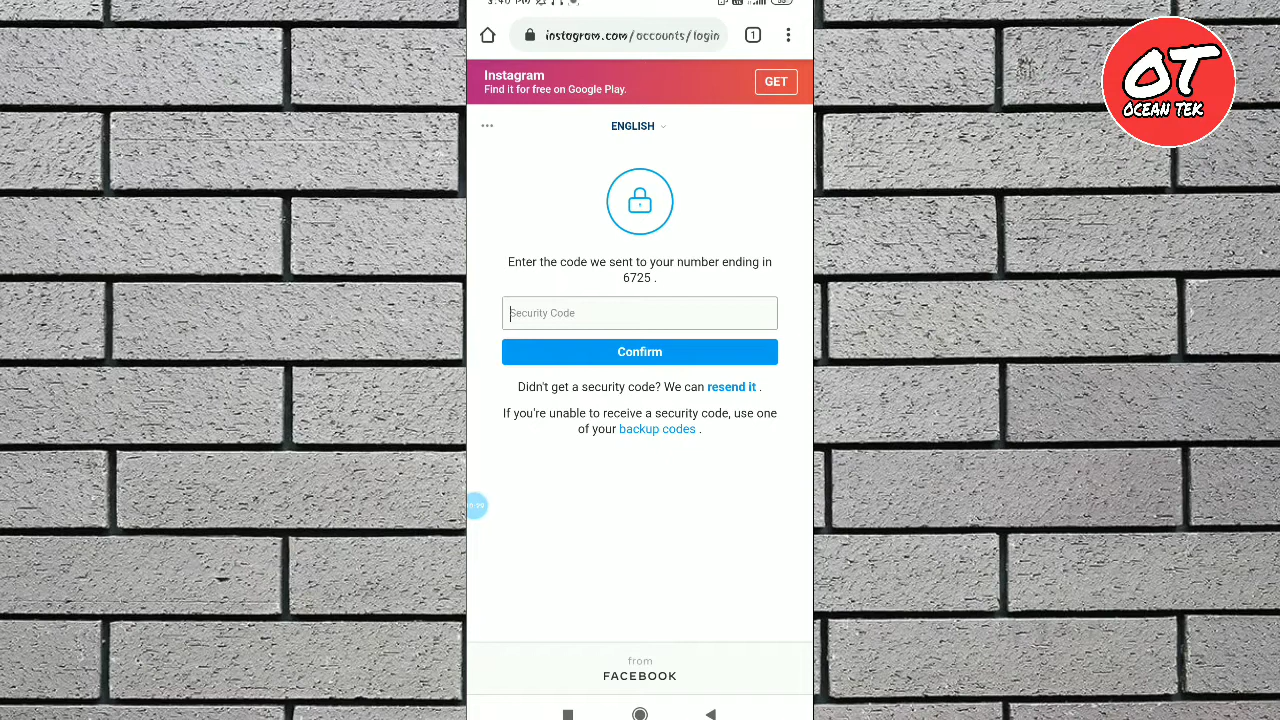 instagram.com/accounts/login
1
Instagram
Find it for free on Google Play.
GET
ENGLISH
Enter the code we sent to your number ending in
6725 .
Security Code
Confirm
Didn't get a security code? We can resend it .
If you're unable to receive a security code, use one
of your backup codes .
from
FACEBOOK
OT
OCEAN TEK